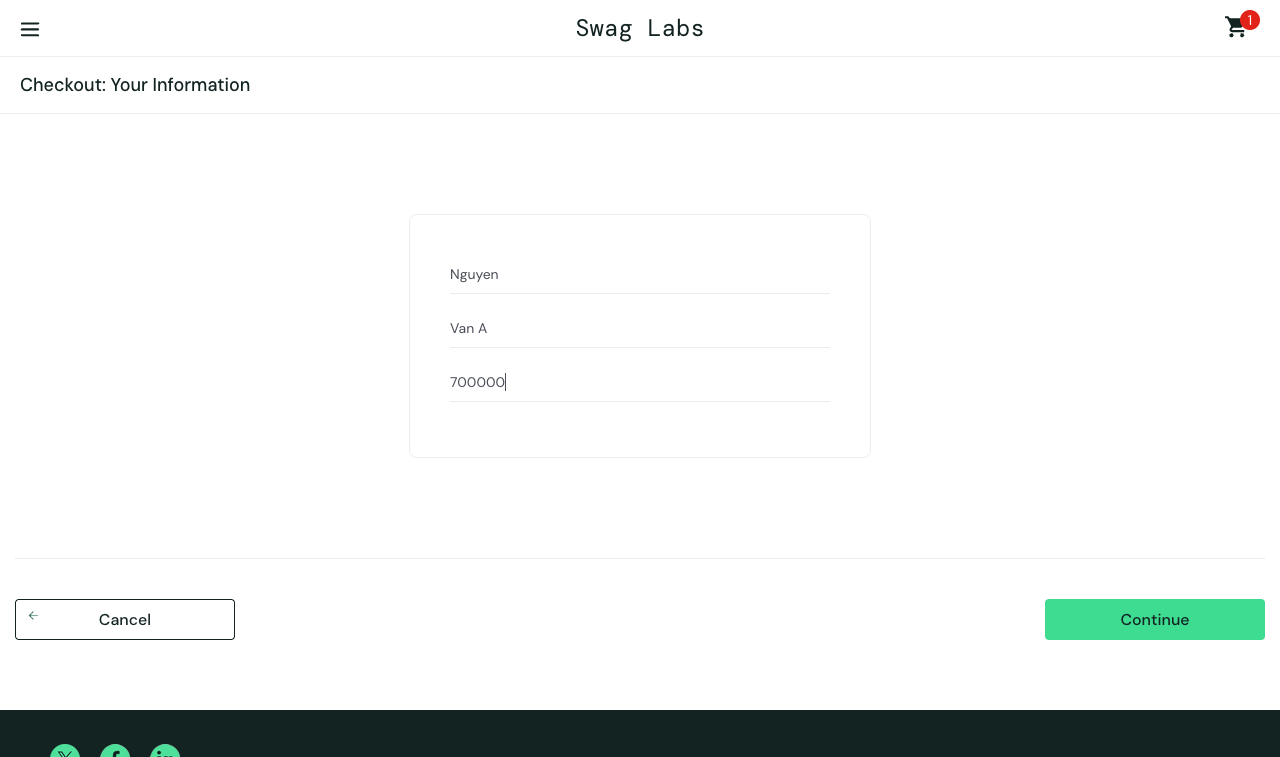 Swag Labs
1
Checkout: Your Information
Nguyen
Van A
700000
Cancel
Continue